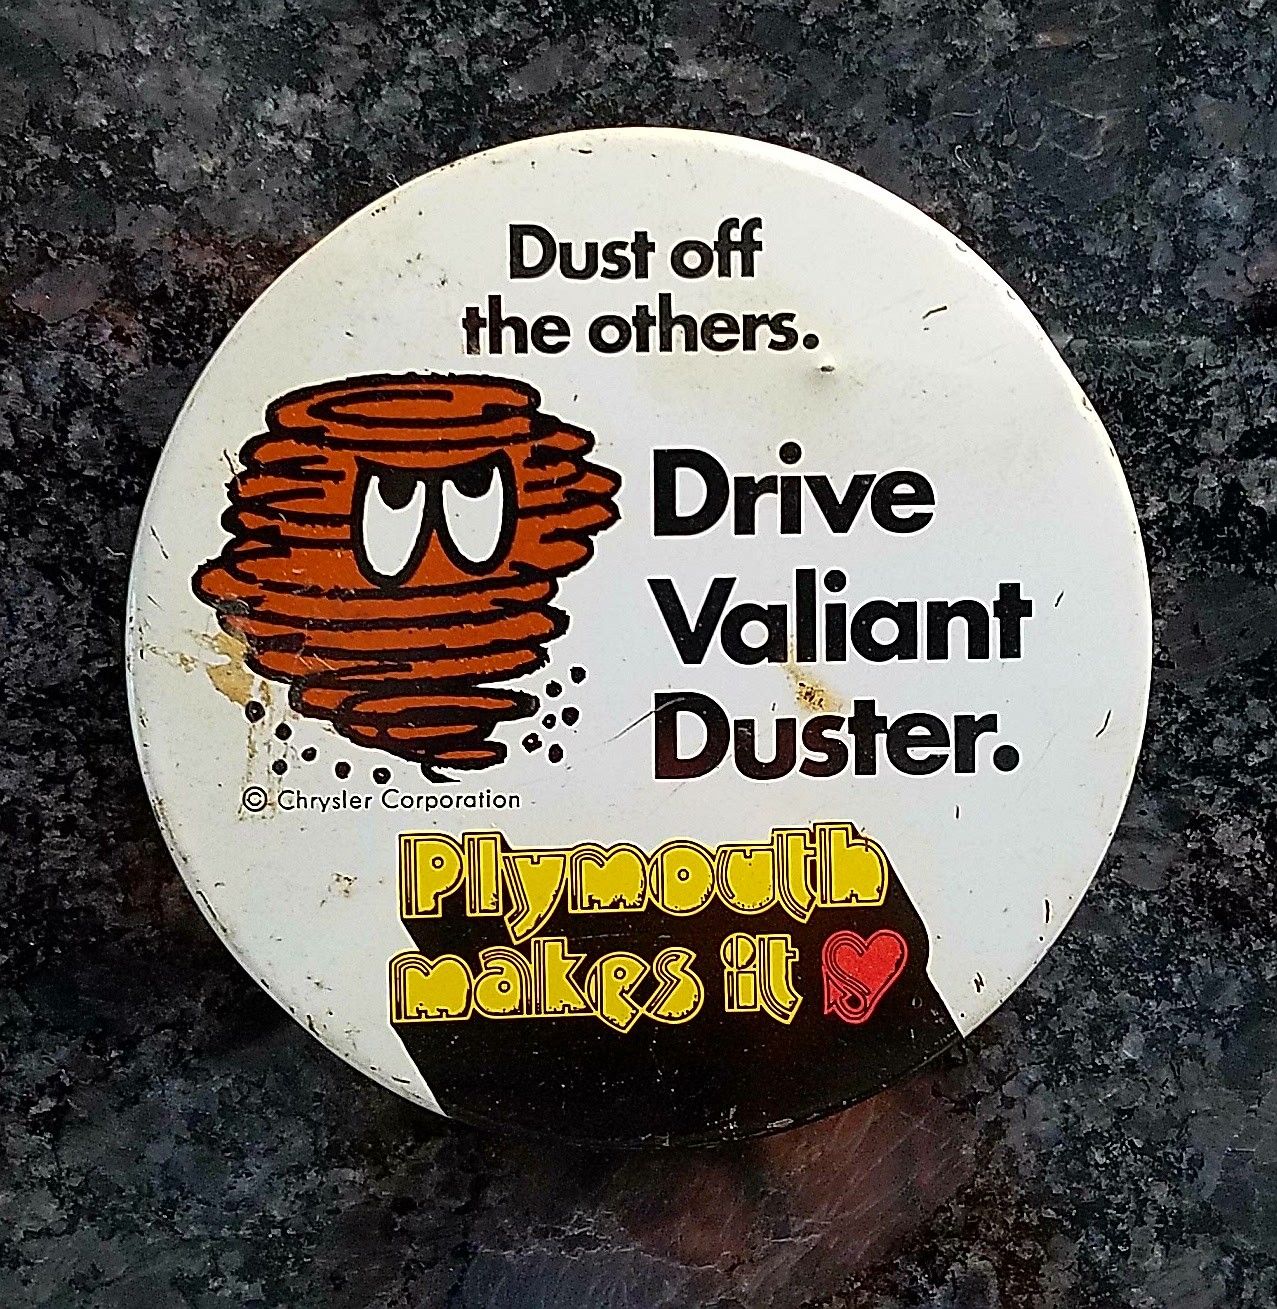 Dust off
the others.
Drive
Valiant
Duster.
© Chrysler Corporation
Plymouth
makes it